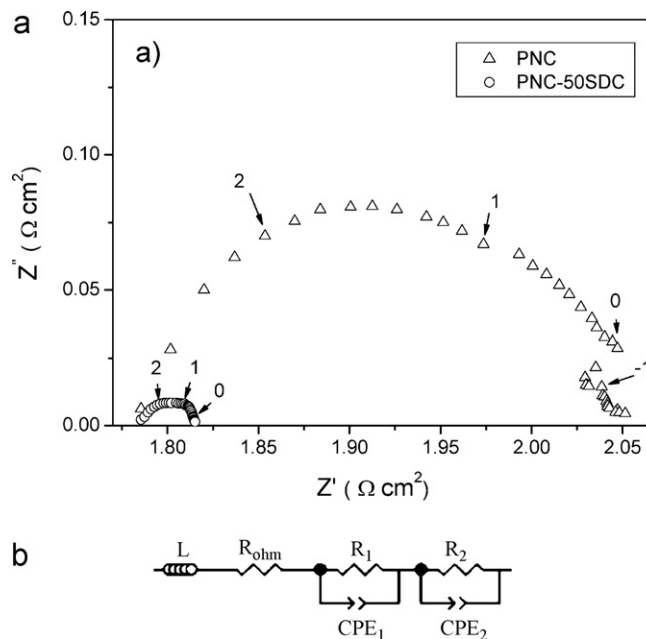 a
a)
PNC
PNC-50SDC
0.15
0.10
0.05
0.00
Z" ( Ω cm²)
2
1
0
-1
2
1
0
1.80
1.85
1.90
1.95
2.00
2.05
Z' ( Ω cm²)
b
L
Rohm
R1
R2
CPE1
CPE2